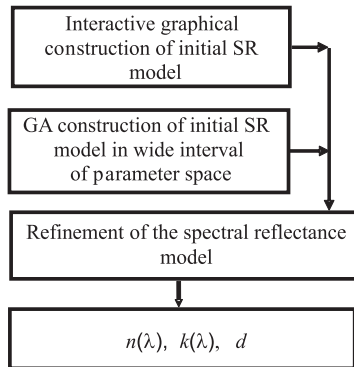 Interactive graphical
construction of initial SR
model
GA construction of initial SR
model in wide interval
of parameter space
Refinement of the spectral reflectance
model
n(λ), k(λ), d